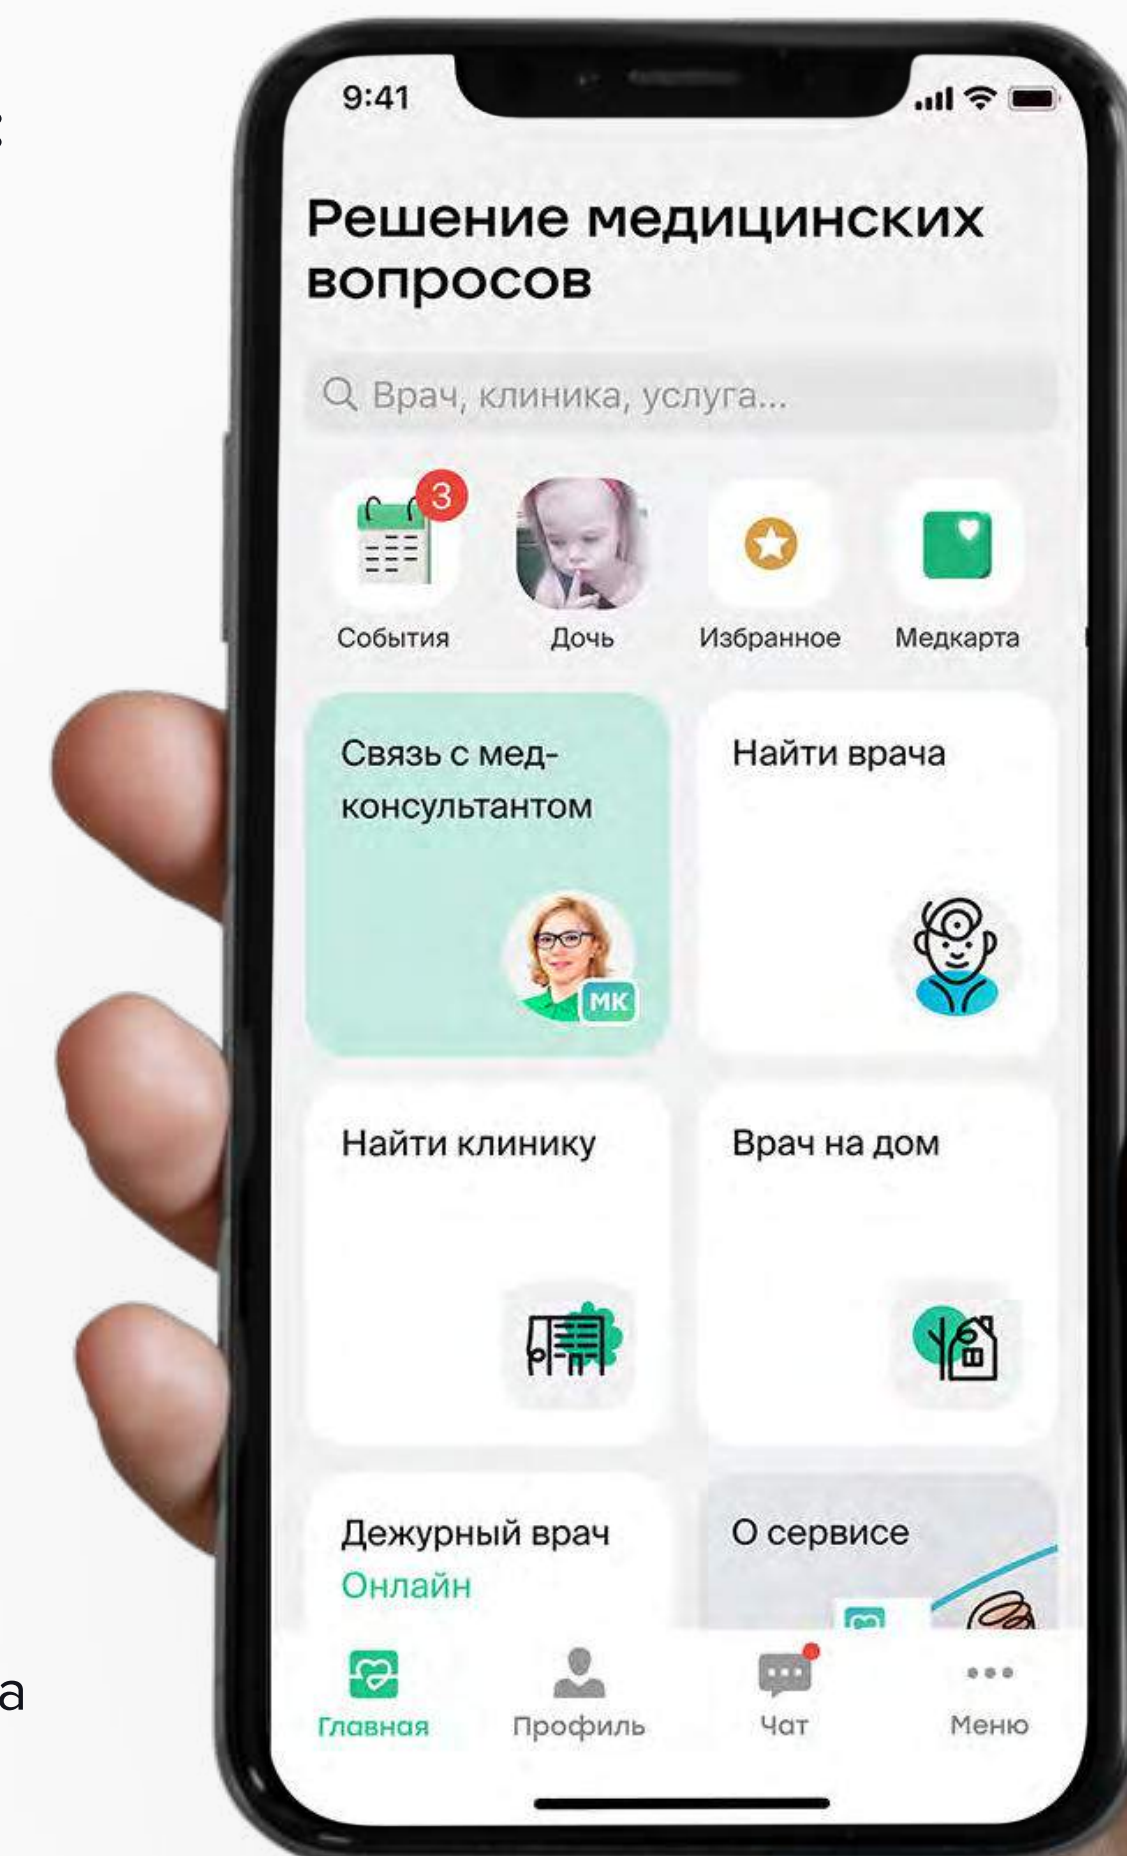 :
9:41
Решение медицинских
вопросов
Врач, клиника, услуга...
3
События
Дочь
Избранное
Медкарта
Связь с мед-
консультантом
МК
Найти врача
Найти клинику
Врач на дом
Дежурный врач
Онлайн
О сервисе
а
Главная
Профиль
Чат
Меню